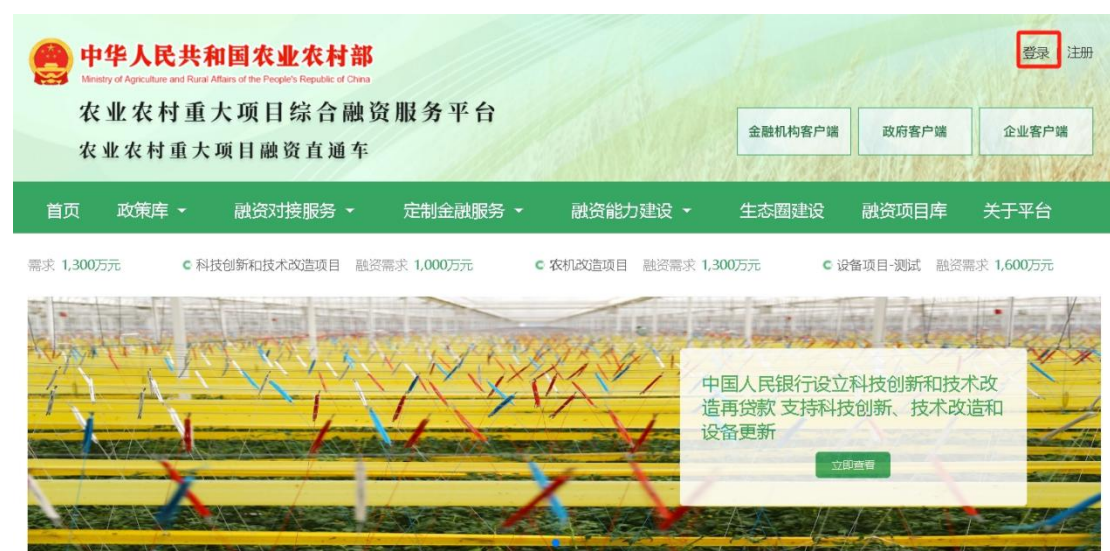 中华人民共和国农业农村部
Ministry of Agriculture and Rural Affairs of the People's Republic of China
登录 注册
农业农村重大项目综合融资服务平台
农业农村重大项目融资直通车
金融机构客户端 政府客户端 企业客户端
首页 政策库 融资对接服务 定制金融服务 融资能力建设 生态圈建设 融资项目库 关于平台
需求 1,300万元 科技创新和技术改造项目 融资需求 1,000万元 农机改造项目 融资需求 1,300万元 设备项目-测试 融资需求 1,600万元
中国人民银行设立科技创新和技术改
造再贷款 支持科技创新、技术改造和
设备更新
立即查看